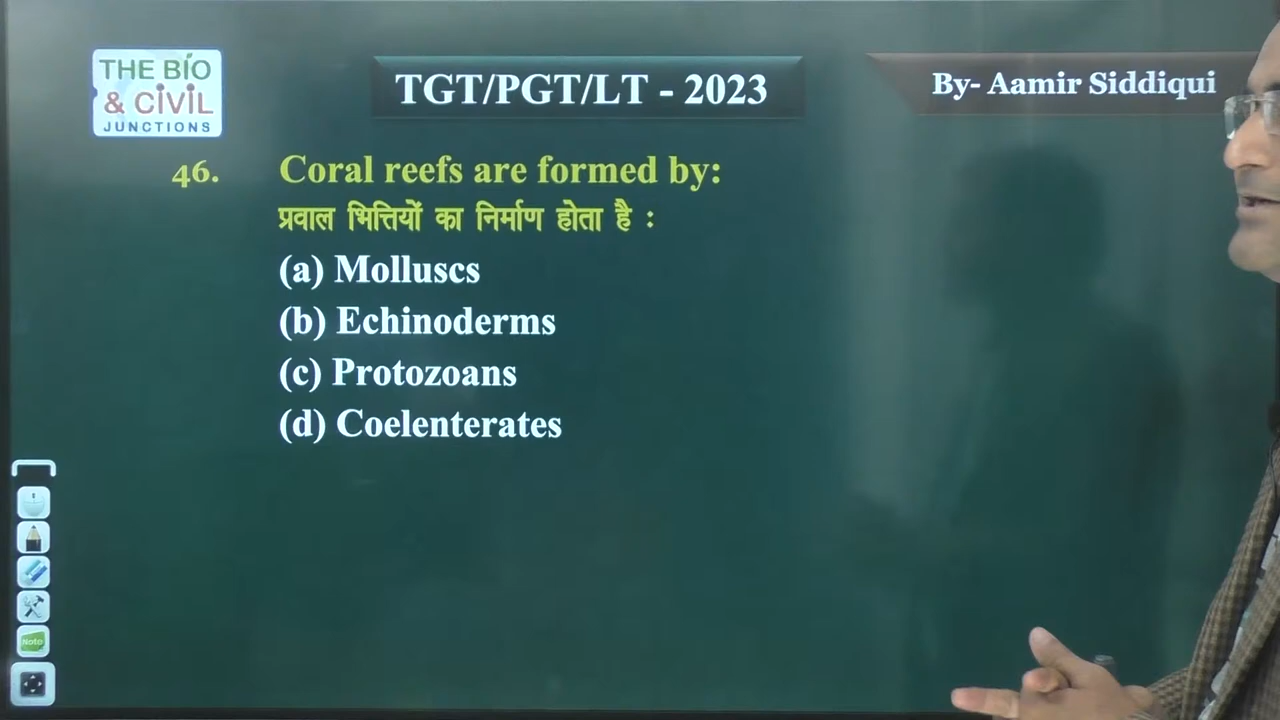 THE BIO
& CIVIL
JUNCTIONS
TGT/PGT/LT - 2023
By- Aamir Siddiqui
46. Coral reefs are formed by:
प्रवाल भित्तियों का निर्माण होता है :
(a) Molluscs
(b) Echinoderms
(c) Protozoans
(d) Coelenterates
Note